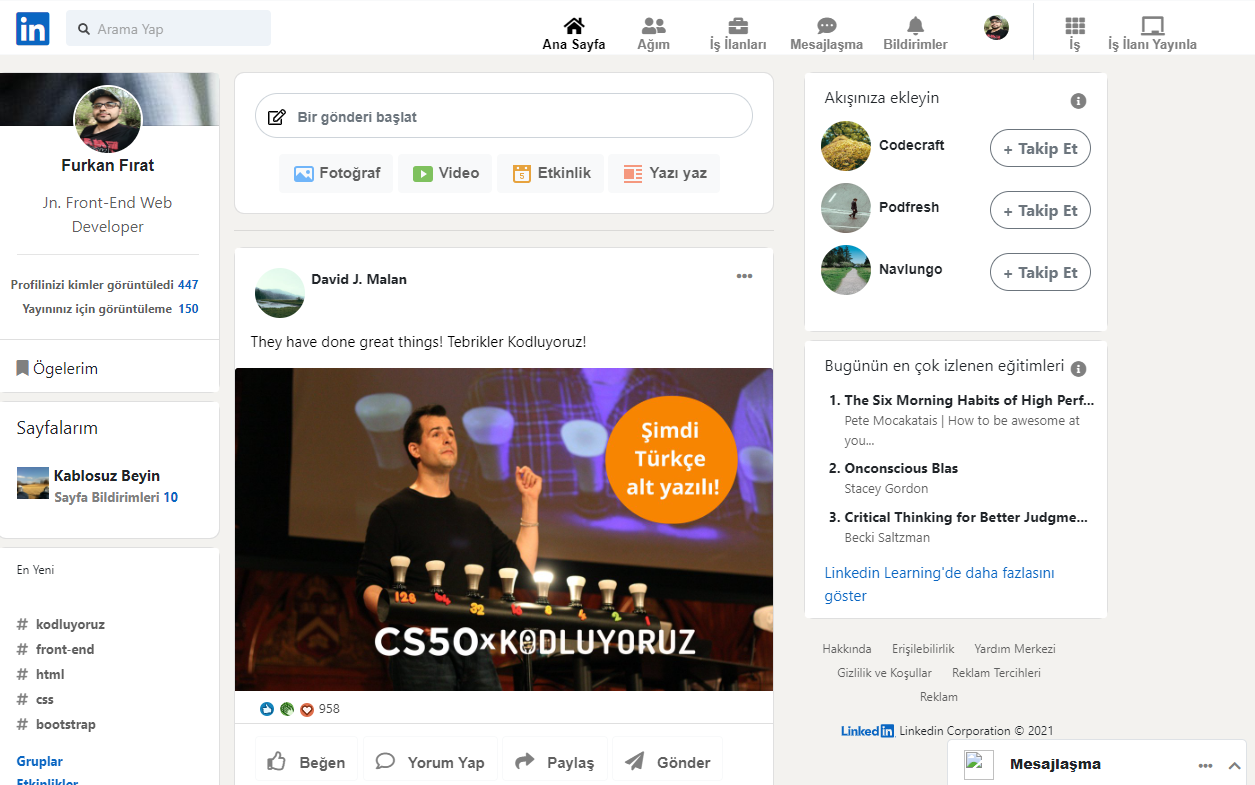 in
Arama Yap
Ana Sayfa
Ağım
İş İlanları
Mesajlaşma
Bildirimler
İş
İş İlanı Yayınla
Furkan Fırat
Jn. Front-End Web
Developer
Profilinizi kimler görüntüledi 447
Yayınınız için görüntüleme 150
Ögelerim
Sayfalarım
Kablosuz Beyin
Sayfa Bildirimleri 10
En Yeni
# kodluyoruz
# front-end
# html
# css
# bootstrap
Gruplar
Etkinlikler
Bir gönderi başlat
Fotoğraf
Video
5
Etkinlik
Yazı yaz
David J. Malan
They have done great things! Tebrikler Kodluyoruz!
Şimdi
Türkçe
alt yazılı!
128 64 32 16 8 4 2 1
CS50xKODLUYORUZ
958
Beğen
Yorum Yap
Paylaş
Gönder
Akışınıza ekleyin
Codecraft
+ Takip Et
Podfresh
+ Takip Et
Navlungo
+ Takip Et
Bugünün en çok izlenen eğitimleri
1. The Six Morning Habits of High Perf...
Pete Mocakatais | How to be awesome at
you...
2. Onconscious Blas
Stacey Gordon
3. Critical Thinking for Better Judgme...
Becki Saltzman
Linkedin Learning'de daha fazlasını
göster
Hakkında
Erişilebilirlik
Yardım Merkezi
Gizlilik ve Koşullar
Reklam Tercihleri
Reklam
Linkedin Linkedin Corporation © 2021
Mesajlaşma